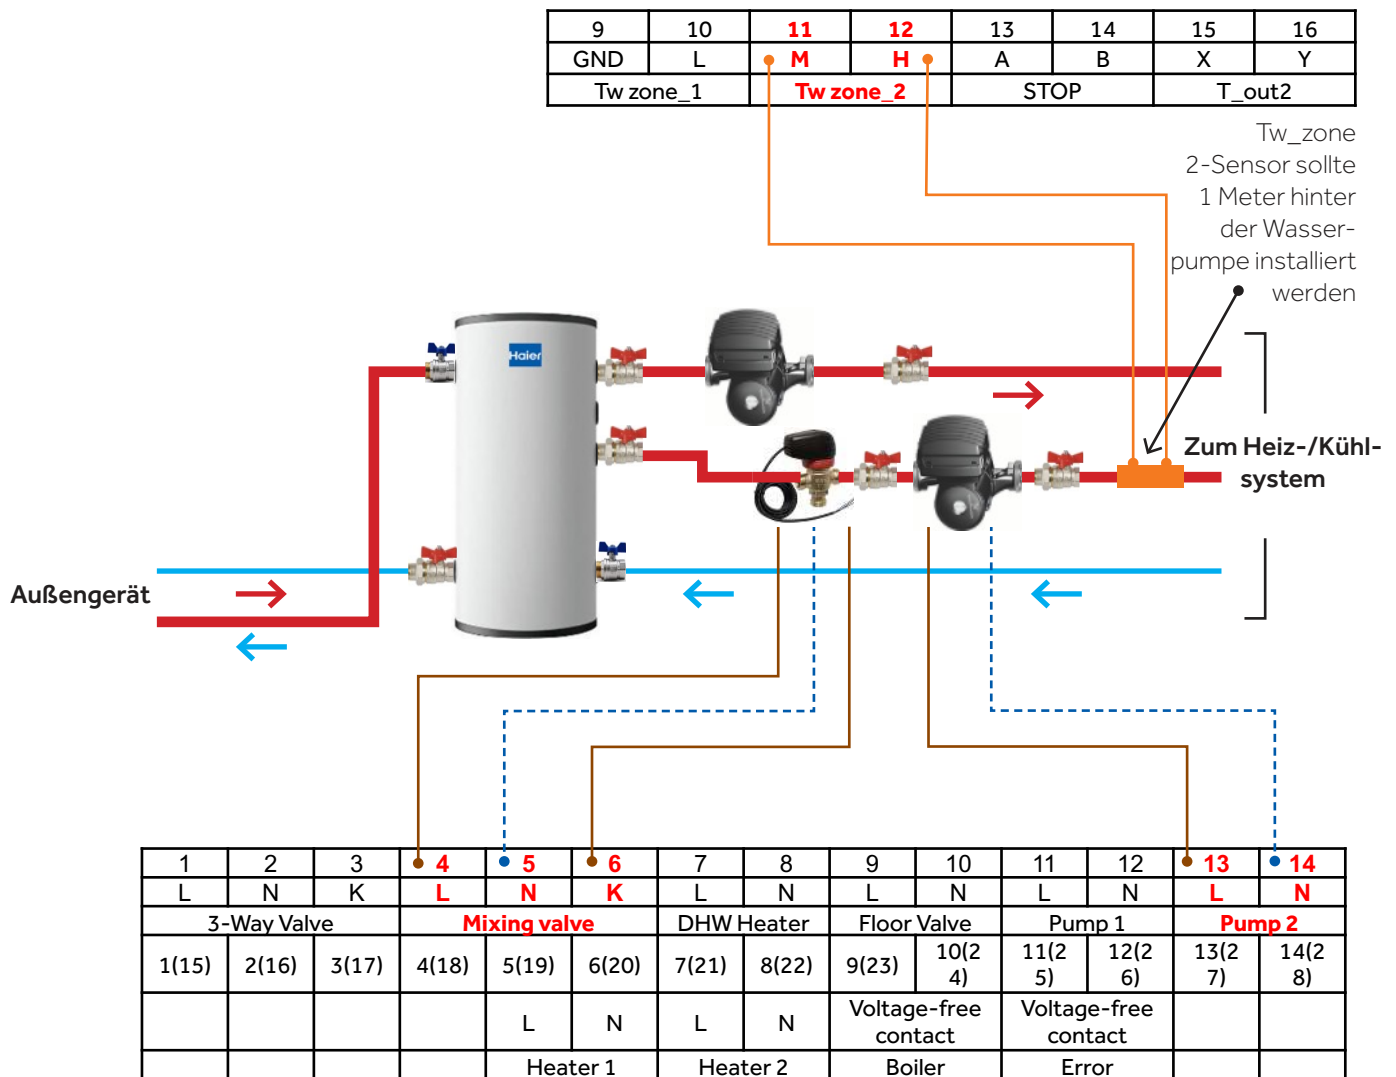 9 10 11 12 13 14 15 16
GND L M H A B X Y
Tw zone_1 Tw zone_2 STOP T_out2
Tw_zone
2-Sensor sollte
1 Meter hinter
der Wasser-
pumpe installiert
werden
Haier
Zum Heiz-/Kühl-
system
Außengerät
1 2 3 4 5 6 7 8 9 10 11 12 13 14
L N K L N K L N L N L N L N
3-Way Valve Mixing valve DHW Heater Floor Valve Pump 1 Pump 2
1(15) 2(16) 3(17) 4(18) 5(19) 6(20) 7(21) 8(22) 9(23) 10(2 11(2 12(2 13(2 14(2
4) 5) 6) 7) 8)
L N L N Voltage-free Voltage-free
contact contact
Heater 1 Heater 2 Boiler Error